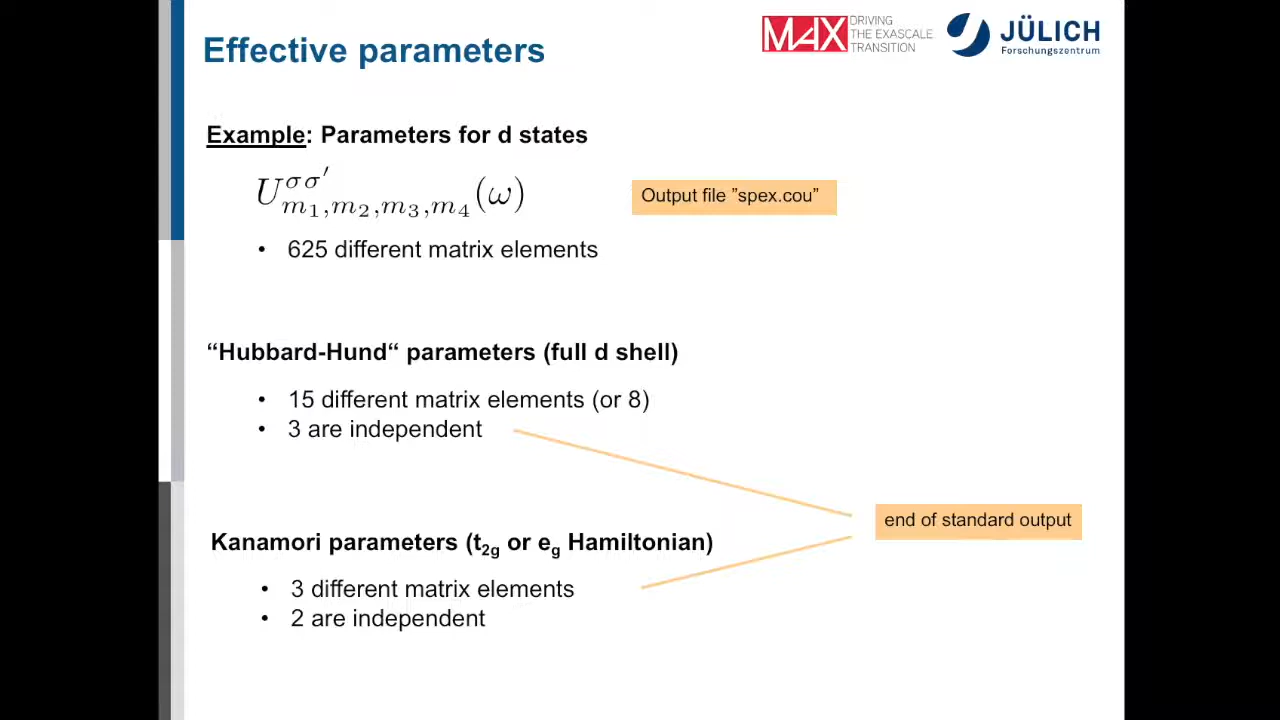 Effective parameters
MAX DRIVING THE EXASCALE TRANSITION
JÜLICH
Forschungszentrum
Example: Parameters for d states
U^{σσ′}_{m₁,m₂,m₃,m₄}(ω)
Output file ”spex.cou”
• 625 different matrix elements
“Hubbard-Hund“ parameters (full d shell)
• 15 different matrix elements (or 8)
• 3 are independent
end of standard output
Kanamori parameters (t2g or eg Hamiltonian)
• 3 different matrix elements
• 2 are independent